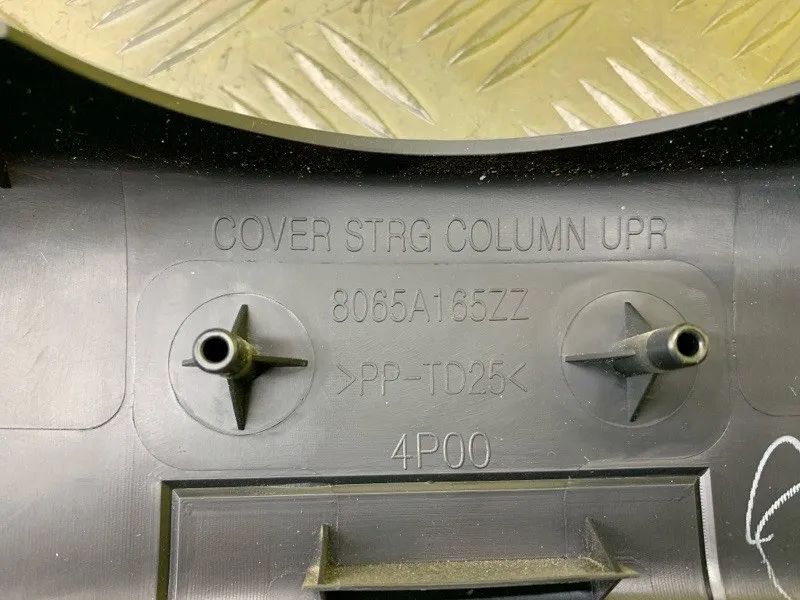 COVER STRG COLUMN UPR
8065A165ZZ
>PP-TD25<
4P00